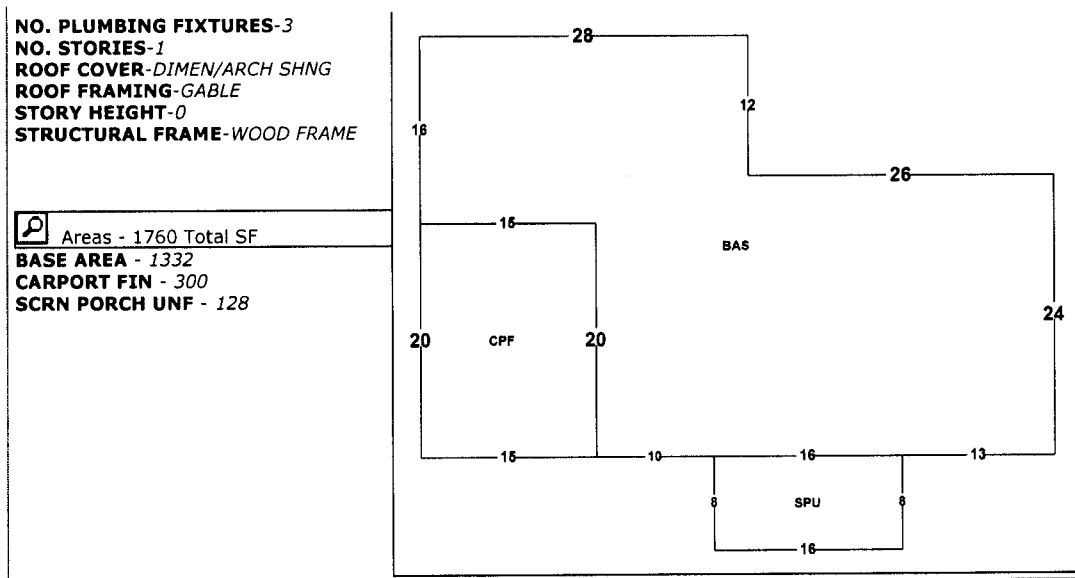 NO. PLUMBING FIXTURES-3
NO. STORIES-1
ROOF COVER-DIMEN/ARCH SHNG
ROOF FRAMING-GABLE
STORY HEIGHT-0
STRUCTURAL FRAME-WOOD FRAME
Areas - 1760 Total SF
BASE AREA - 1332
CARPORT FIN - 300
SCRN PORCH UNF - 128
28
12
16
26
15
BAS
24
20
CPF
20
15
10
16
13
8
SPU
8
16